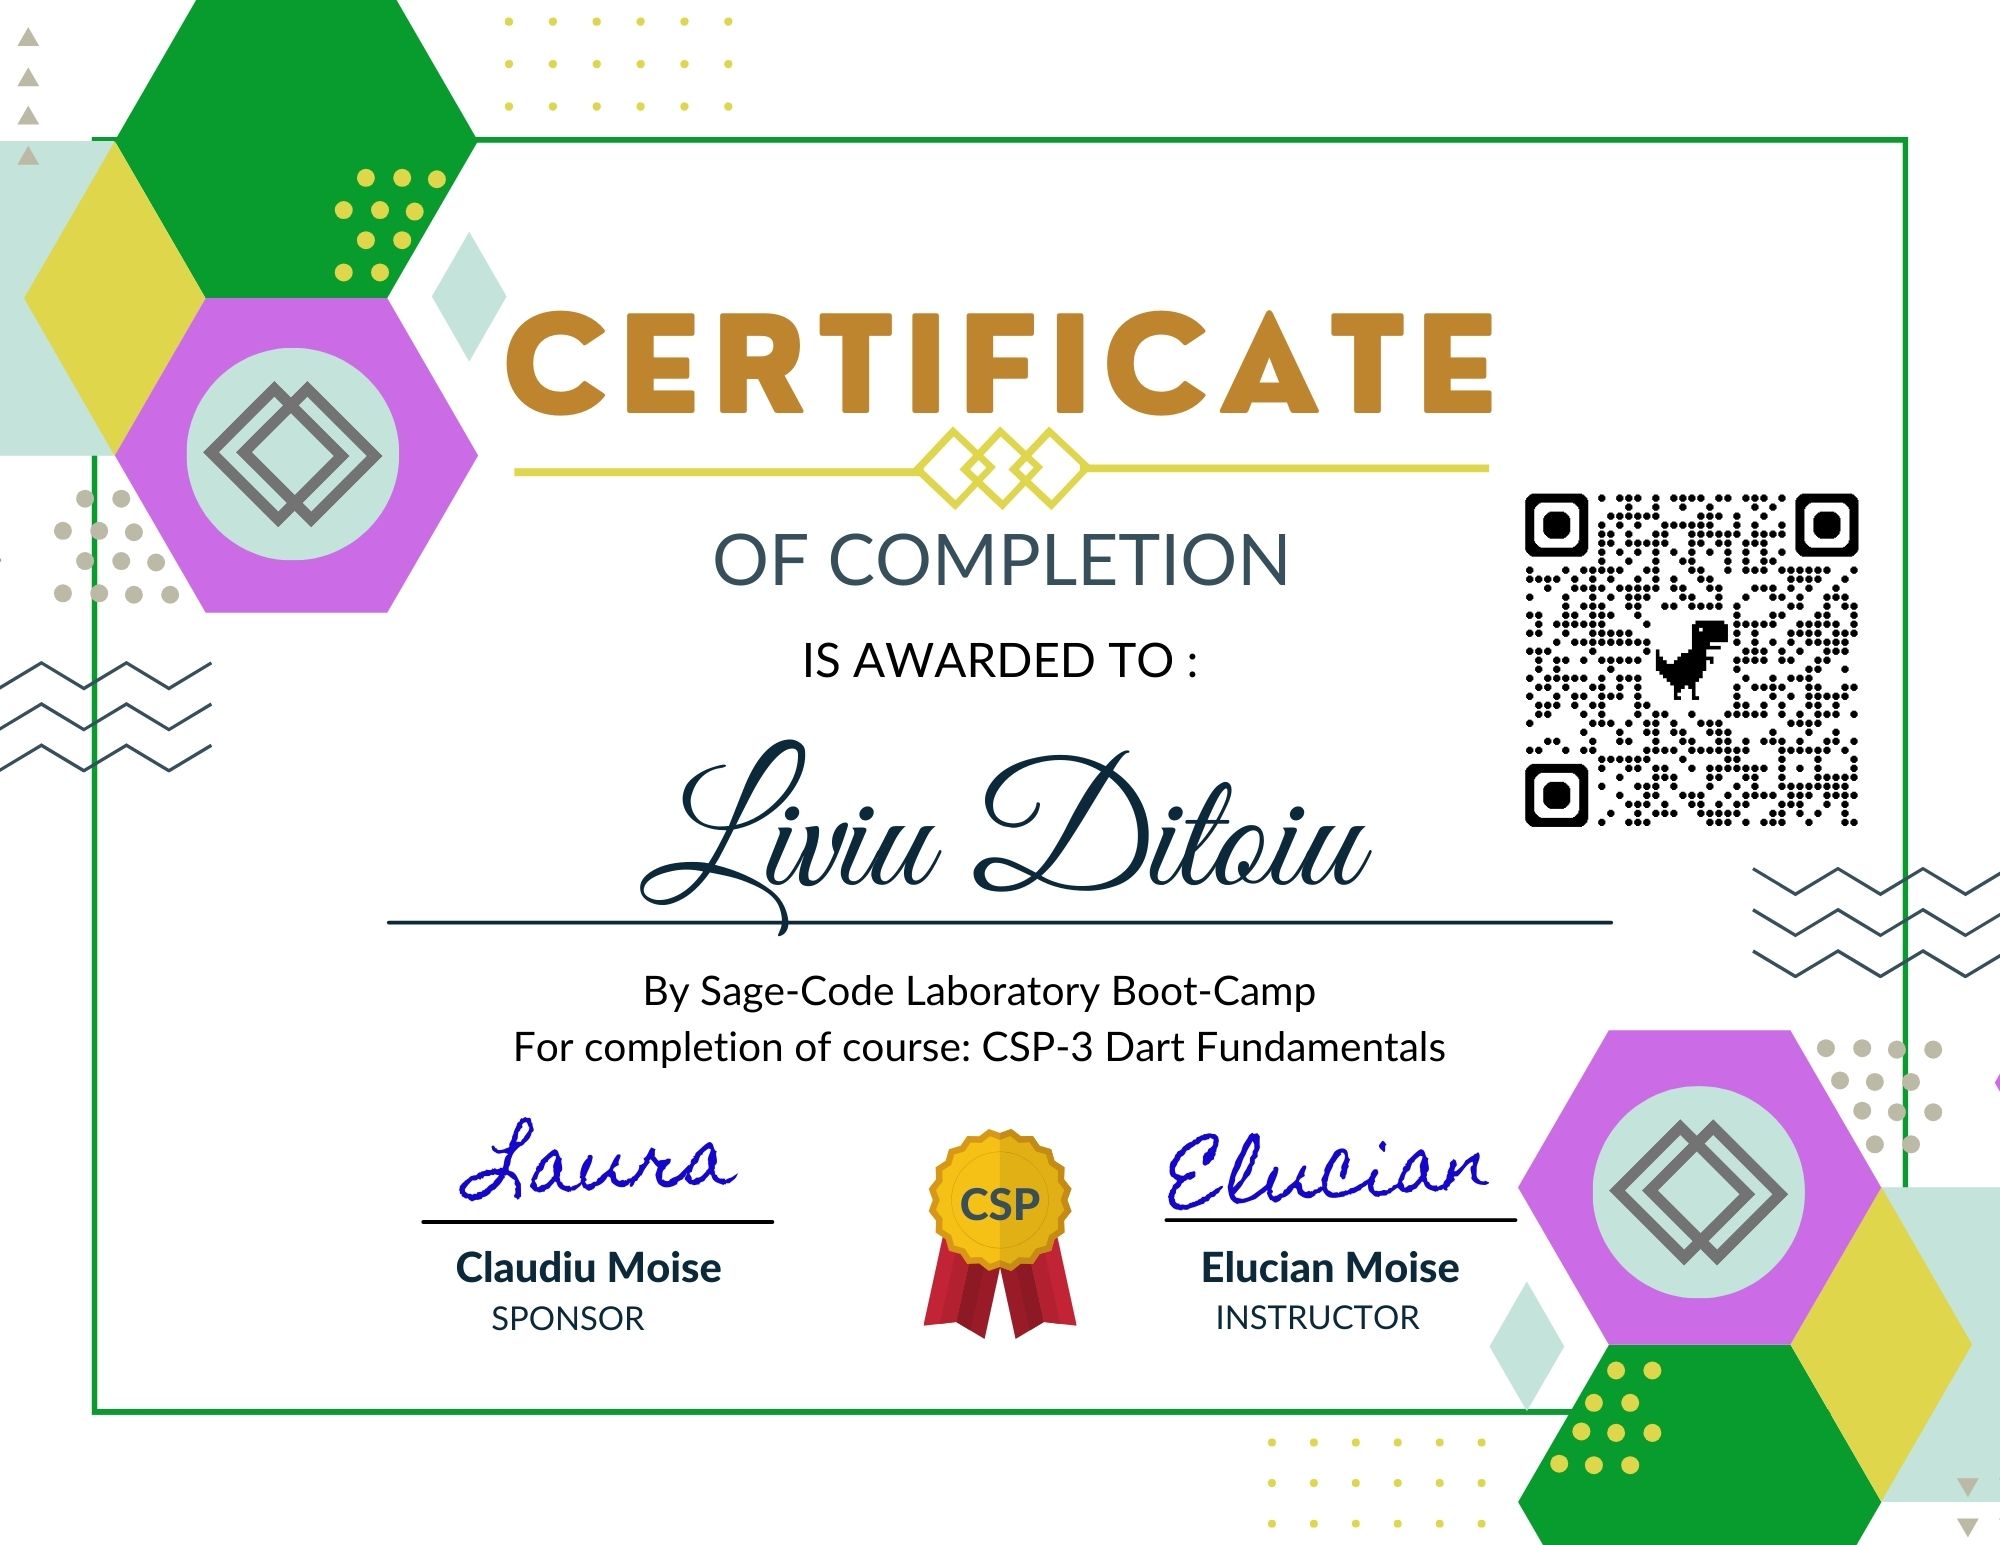 CERTIFICATE
OF COMPLETION
IS AWARDED TO :
Liviu Ditoiu
By Sage-Code Laboratory Boot-Camp
For completion of course: CSP-3 Dart Fundamentals
Laura
Elucian
CSP
Claudiu Moise
Elucian Moise
SPONSOR
INSTRUCTOR